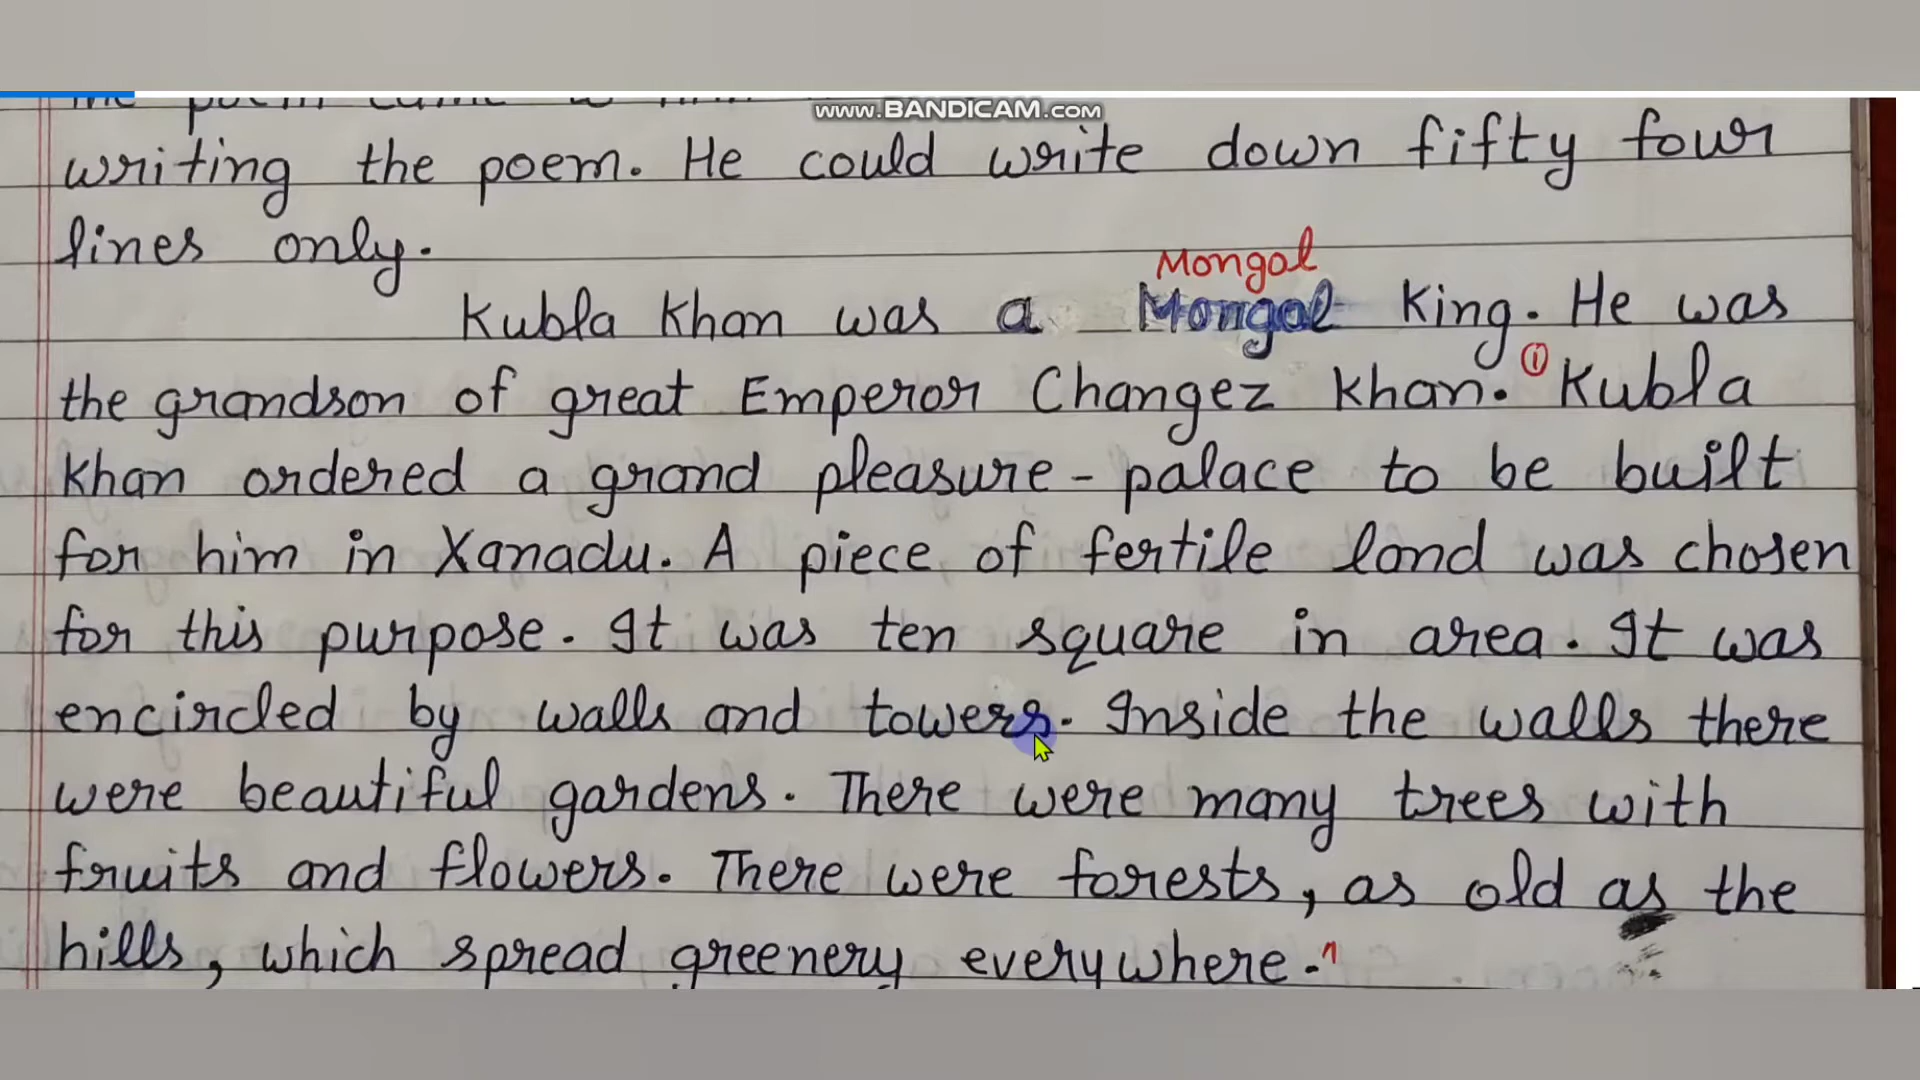 www.BANDICAM.com
writing the poem. He could write down fifty four
lines only.
Mongol
Kubla Khan was a Mongol King. He was
the grandson of great Emperor Changez Khan. ① Kubla
Khan ordered a grand pleasure-palace to be built
for him in Xanadu. A piece of fertile land was chosen
for this purpose. It was ten square in area. It was
encircled by walls and towers. Inside the walls there
were beautiful gardens. There were many trees with
fruits and flowers. There were forests, as old as the
hills, which spread greenery everywhere.